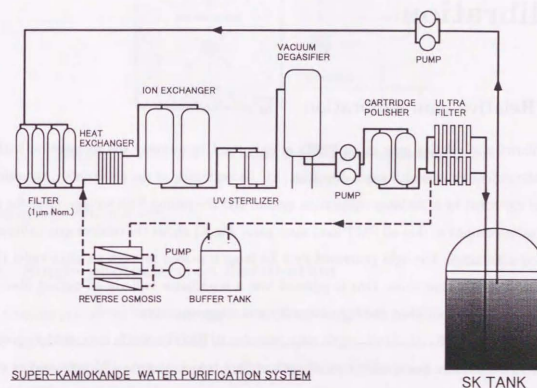 VACUUM
DEGASIFIER
PUMP
ION EXCHANGER
CARTRIDGE
POLISHER
ULTRA
FILTER
HEAT
EXCHANGER
FILTER
(1μm Nom.)
UV STERILIZER
PUMP
PUMP
REVERSE OSMOSIS
BUFFER TANK
SUPER-KAMIOKANDE WATER PURIFICATION SYSTEM
SK TANK